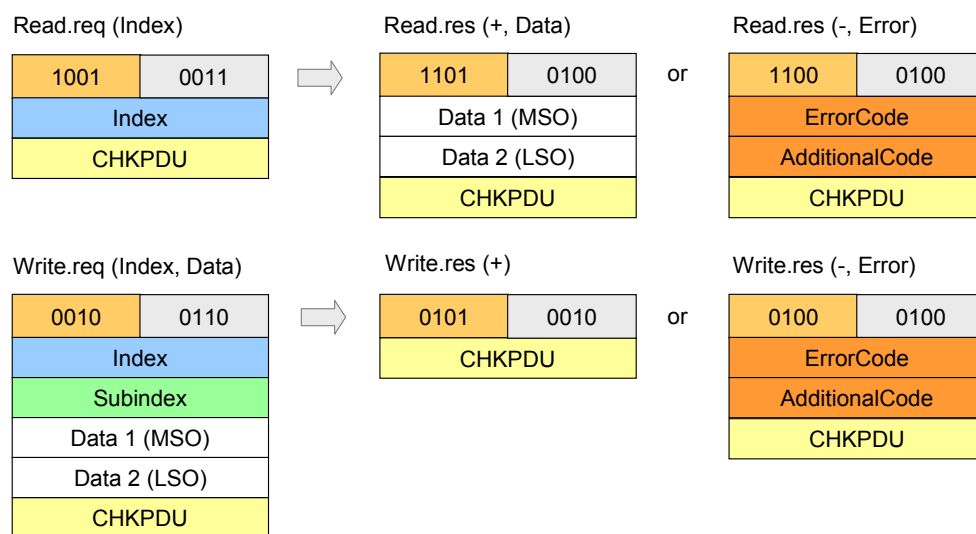 Read.req (Index)
1001 0011
Index
CHKPDU
Read.res (+, Data)
1101 0100
Data 1 (MSO)
Data 2 (LSO)
CHKPDU
or
Read.res (-, Error)
1100 0100
ErrorCode
AdditionalCode
CHKPDU
Write.req (Index, Data)
0010 0110
Index
Subindex
Data 1 (MSO)
Data 2 (LSO)
CHKPDU
Write.res (+)
0101 0010
CHKPDU
or
Write.res (-, Error)
0100 0100
ErrorCode
AdditionalCode
CHKPDU